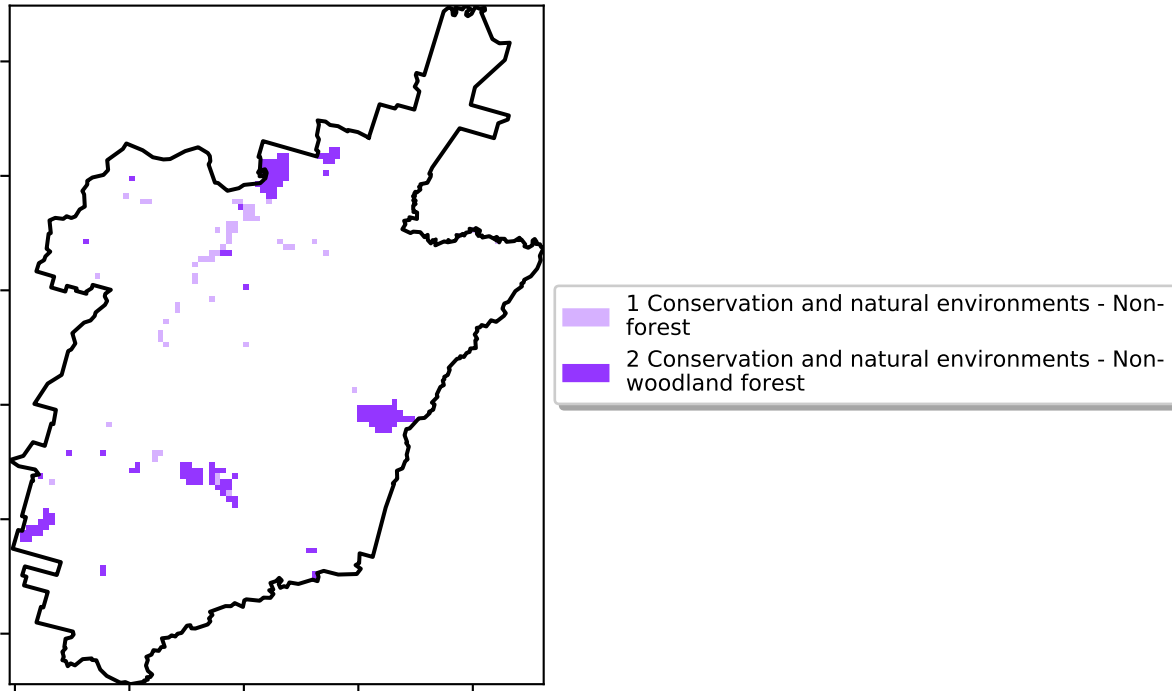 1 Conservation and natural environments - Non-
forest
2 Conservation and natural environments - Non-
woodland forest